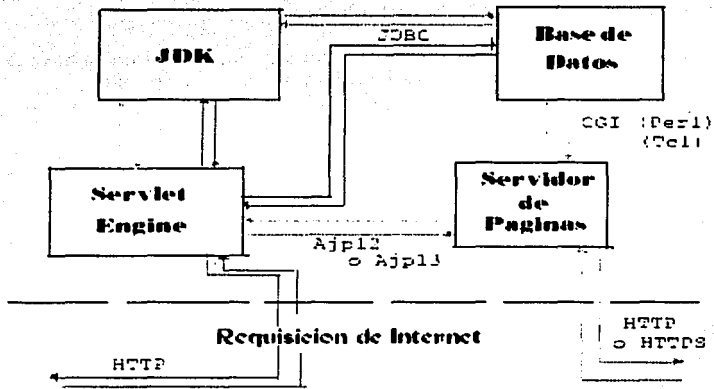 JDBC
JDK
Base de
Datos
CGI (Perl)
(Tcl)
Servlet
Engine
Servidor
de
Paginas
Ajp12
o Ajp13
Requisicion de Internet
HTTP
HTTP
o HTTPS